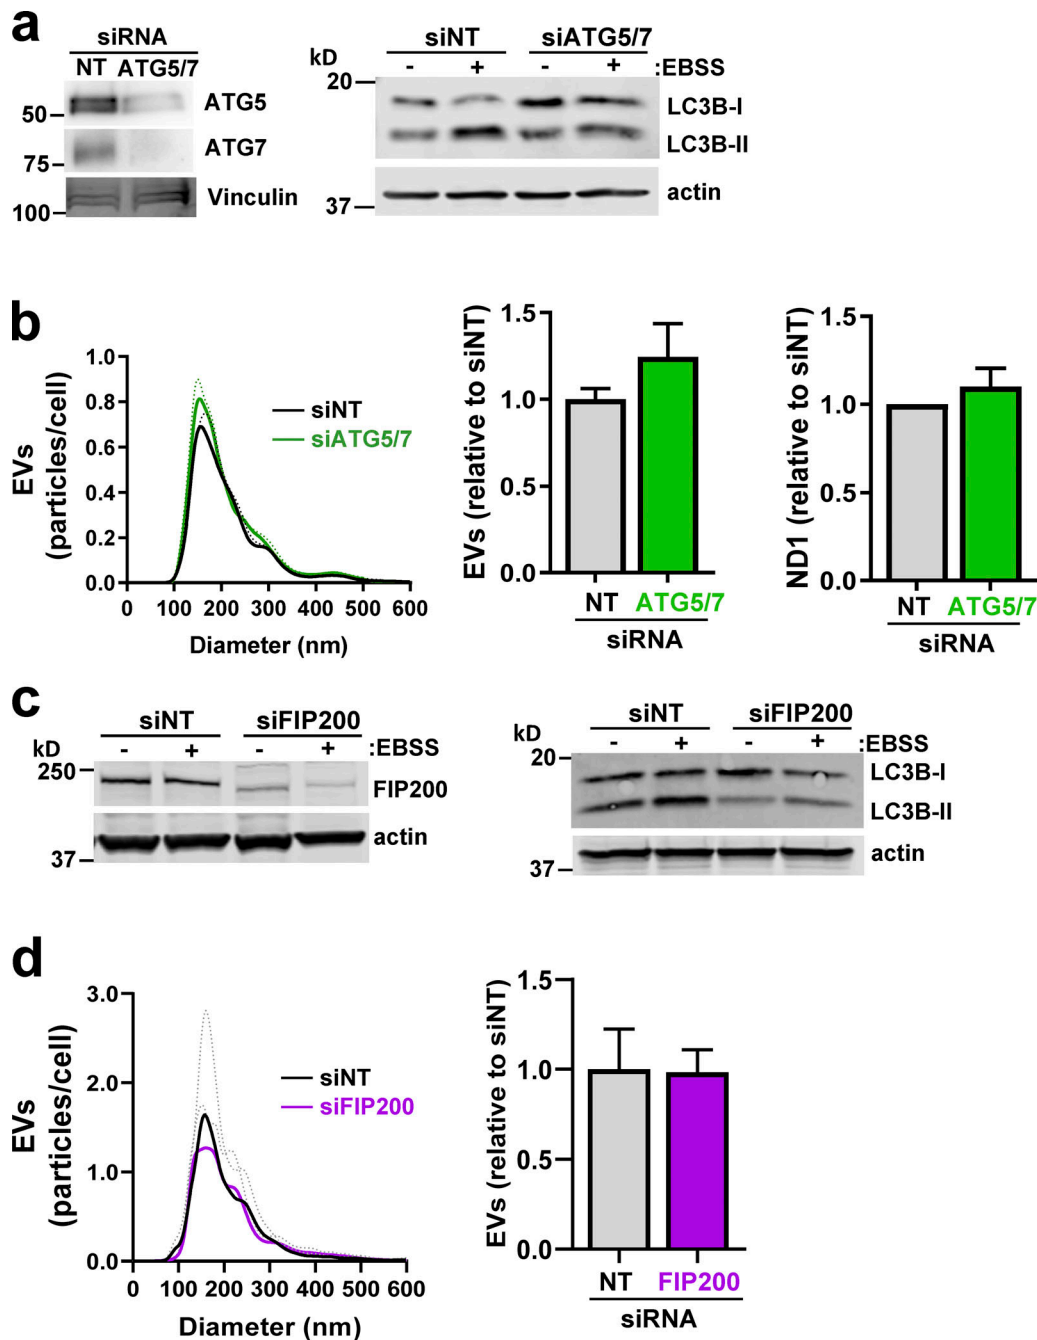 a
siRNA
NT ATG5/7
50
ATG5
75
ATG7
100
Vinculin
kD
siNT siATG5/7
- + - + :EBSS
20
LC3B-I
LC3B-II
37
actin
b
EVs
(particles/cell)
1.0
0.8
0.6
0.4
0.2
0.0
0 100 200 300 400 500 600
Diameter (nm)
siNT
siATG5/7
EVs (relative to siNT)
1.5
1.0
0.5
0.0
NT ATG5/7
siRNA
ND1 (relative to siNT)
1.5
1.0
0.5
0.0
NT ATG5/7
siRNA
c
siNT siFIP200
kD - + - + :EBSS
250
FIP200
actin
37
siNT siFIP200
kD - + - + :EBSS
20
LC3B-I
LC3B-II
actin
37
d
EVs
(particles/cell)
3.0
2.0
1.0
0.0
0 100 200 300 400 500 600
Diameter (nm)
siNT
siFIP200
EVs (relative to siNT)
1.5
1.0
0.5
0.0
NT FIP200
siRNA